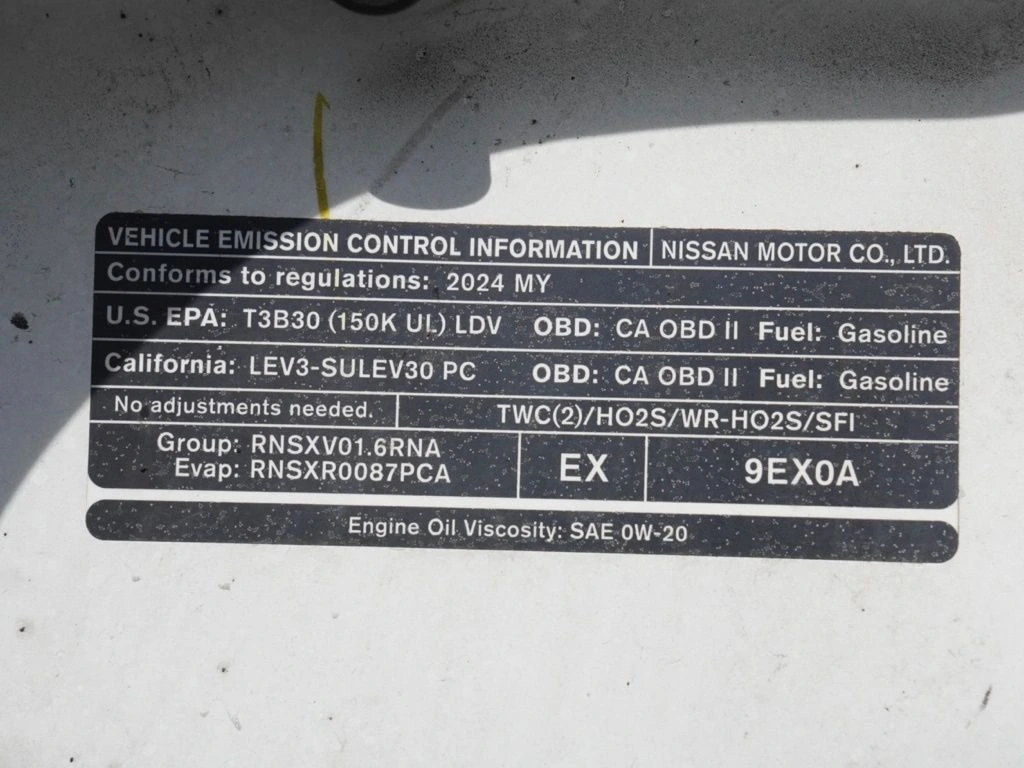 VEHICLE EMISSION CONTROL INFORMATION NISSAN MOTOR CO., LTD.
Conforms to regulations: 2024 MY
U.S. EPA: T3B30 (150K UL) LDV OBD: CA OBD II Fuel: Gasoline
California: LEV3-SULEV30 PC OBD: CA OBD II Fuel: Gasoline
No adjustments needed. TWC(2)/HO2S/WR-HO2S/SFI
Group: RNSXV01.6RNA
Evap: RNSXR0087PCA
EX 9EX0A
Engine Oil Viscosity: SAE 0W-20